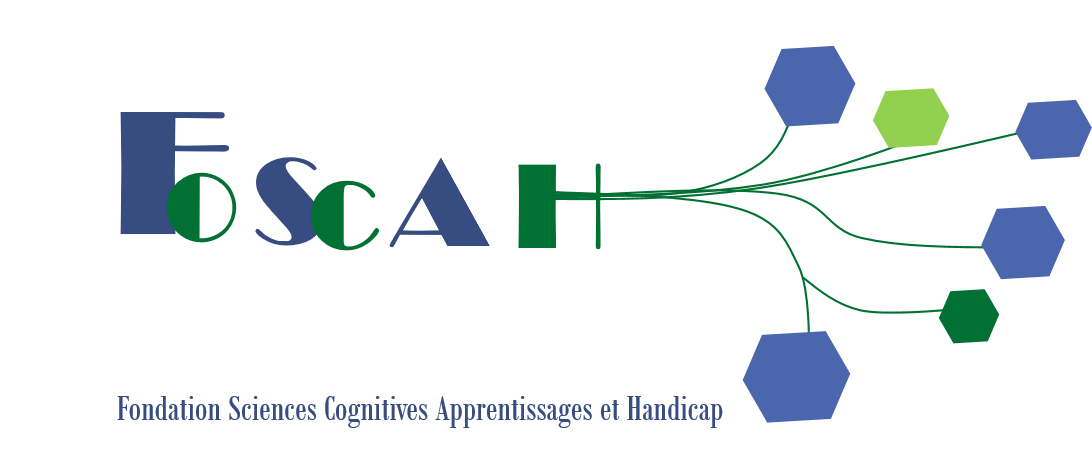 FoScAH
Fondation Sciences Cognitives Apprentissages et Handicap